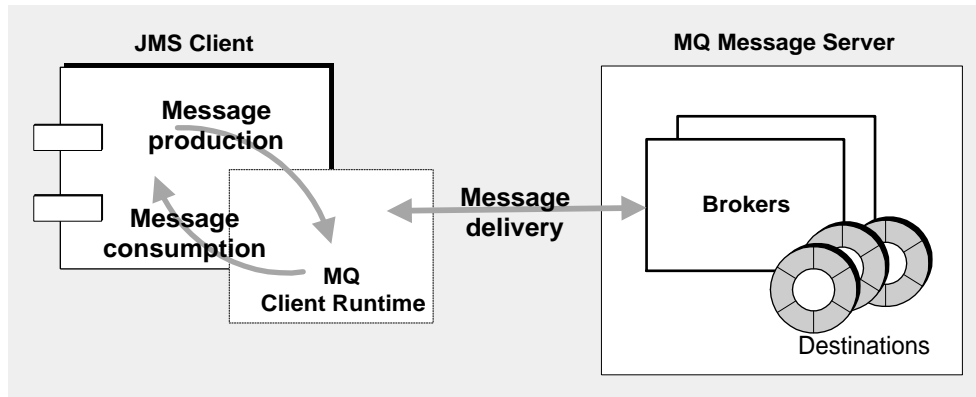 JMS Client
MQ Message Server
Message
production
Message
consumption
MQ
Client Runtime
Message
delivery
Brokers
Destinations